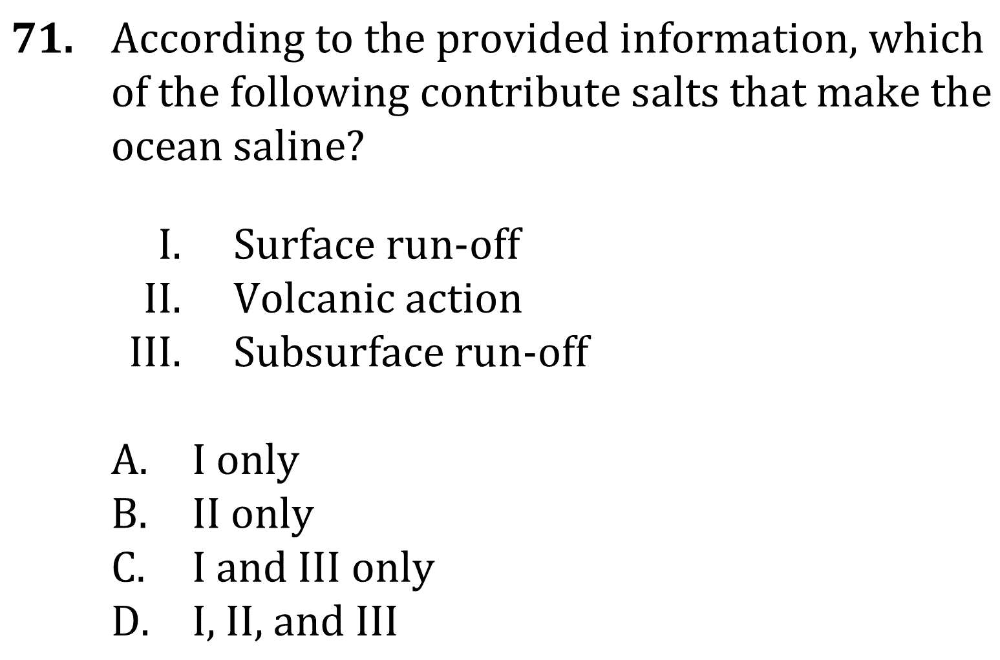 71. According to the provided information, which
of the following contribute salts that make the
ocean saline?
I. Surface run-off
II. Volcanic action
III. Subsurface run-off
A. I only
B. II only
C. I and III only
D. I, II, and III